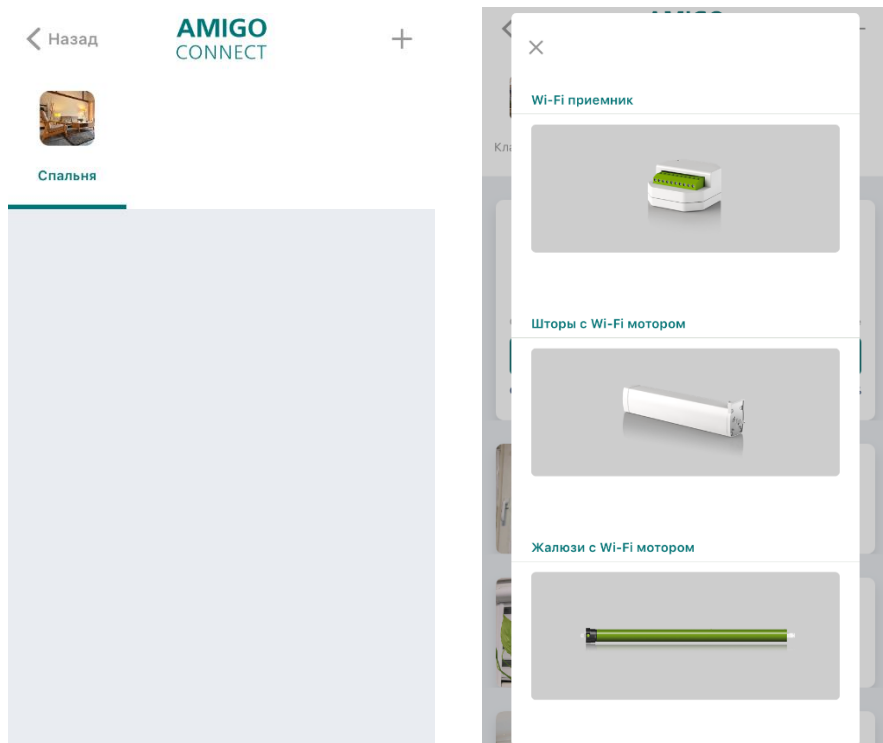 Назад
AMIGO
CONNECT
Спальня
Wi-Fi приемник
Шторы с Wi-Fi мотором
Жалюзи с Wi-Fi мотором